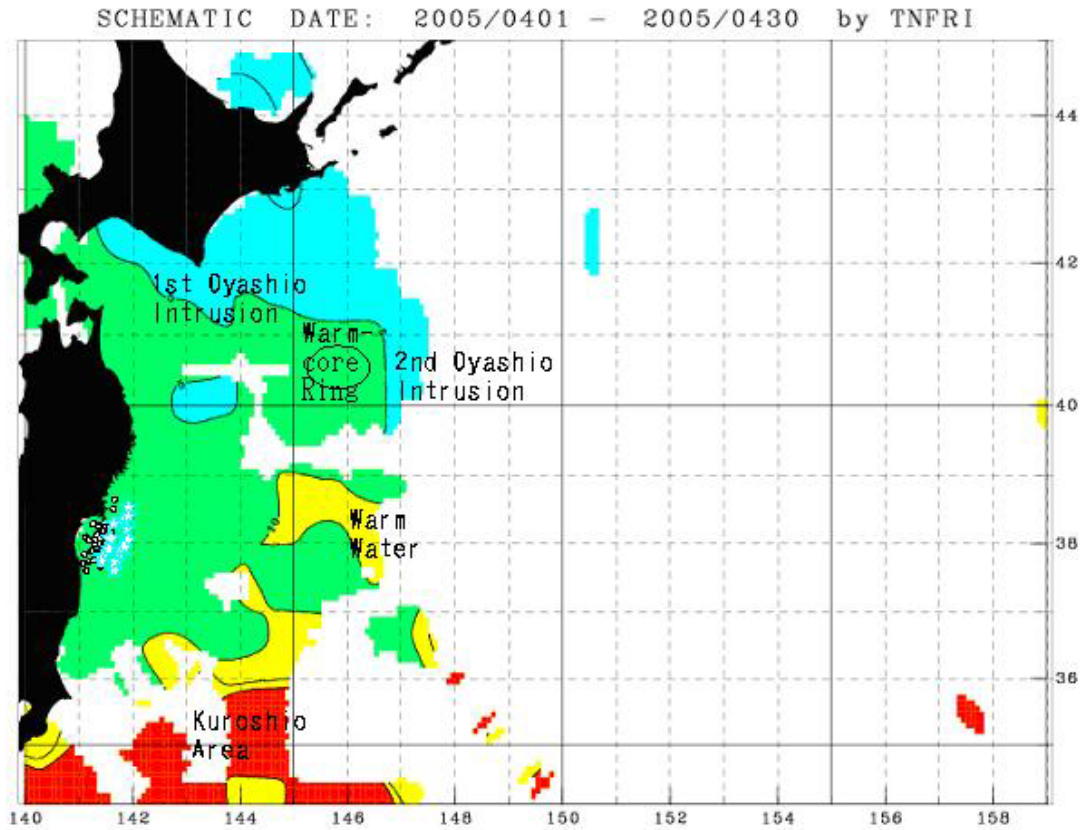 SCHEMATIC DATE: 2005/0401 - 2005/0430 by TNFRI
44
42
1st Oyashio
Intrusion
Warm-
core
Ring
2nd Oyashio
Intrusion
40
10
Warm
Water
38
36
Kuroshio
Area
140 142 144 146 148 150 152 154 156 158